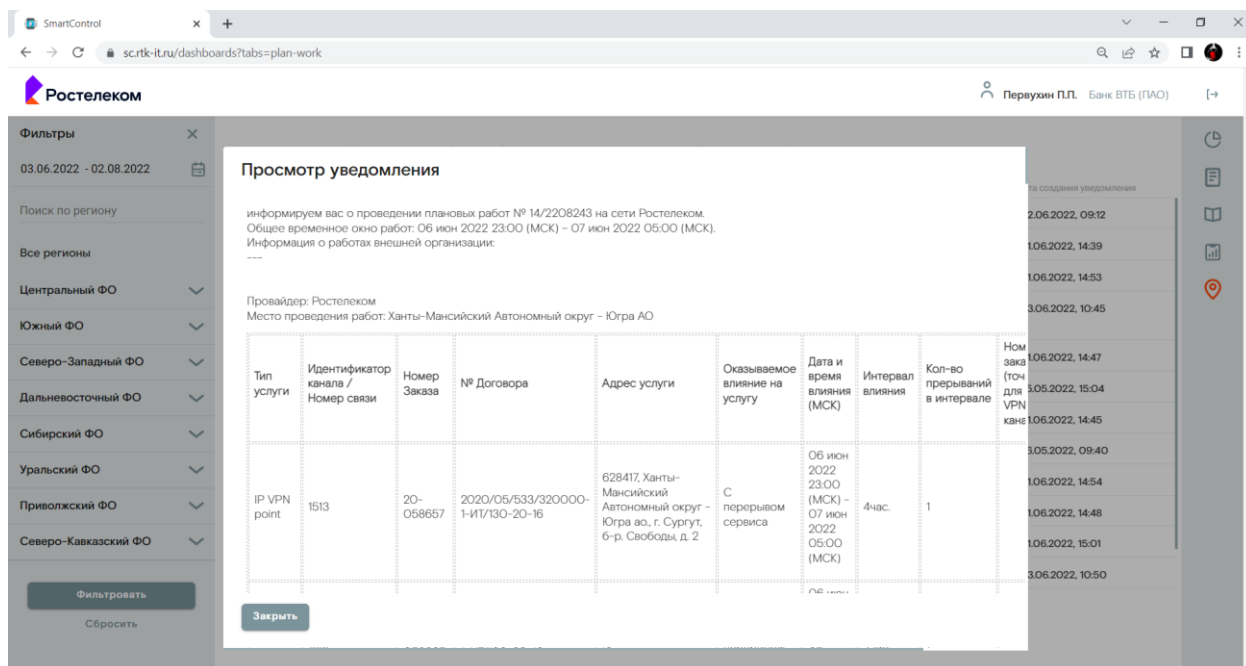 SmartControl
sc.rtk-it.ru/dashboards?tabs=plan-work
Ростелеком
Первухин П.П. Банк ВТБ (ПАО)
Фильтры
03.06.2022 - 02.08.2022
Поиск по региону
Все регионы
Центральный ФО
Южный ФО
Северо-Западный ФО
Дальневосточный ФО
Сибирский ФО
Уральский ФО
Приволжский ФО
Северо-Кавказский ФО
Фильтровать
Сбросить
Просмотр уведомления
информируем вас о проведении плановых работ № 14/2208243 на сети Ростелеком.
Общее временное окно работ: 06 июн 2022 23:00 (МСК) – 07 июн 2022 05:00 (МСК).
Информация о работах внешней организации:
---
Провайдер: Ростелеком
Место проведения работ: Ханты-Мансийский Автономный округ - Югра АО
Тип
услуги
Идентификатор
канала /
Номер связи
Номер
Заказа
№ Договора
Адрес услуги
Оказываемое
влияние на
услугу
Дата и
время
влияния
(МСК)
Интервал
влияния
Кол-во
прерываний
в интервале
Ном
зака
(точ
для
VPN
кана
IP VPN
point
1513
20-
058657
2020/05/533/320000-
1-ИТ/130-20-16
628417, Ханты-
Мансийский
Автономный округ -
Югра ао., г. Сургут,
б-р. Свободы, д. 2
С
перерывом
сервиса
06 июн
2022
23:00
(МСК) -
07 июн
2022
05:00
(МСК)
4час.
1
Закрыть
та создания уведомления
2.06.2022, 09:12
1.06.2022, 14:39
1.06.2022, 14:53
3.06.2022, 10:45
1.06.2022, 14:47
6.05.2022, 15:04
1.06.2022, 14:45
6.05.2022, 09:40
1.06.2022, 14:54
1.06.2022, 14:48
1.06.2022, 15:01
3.06.2022, 10:50